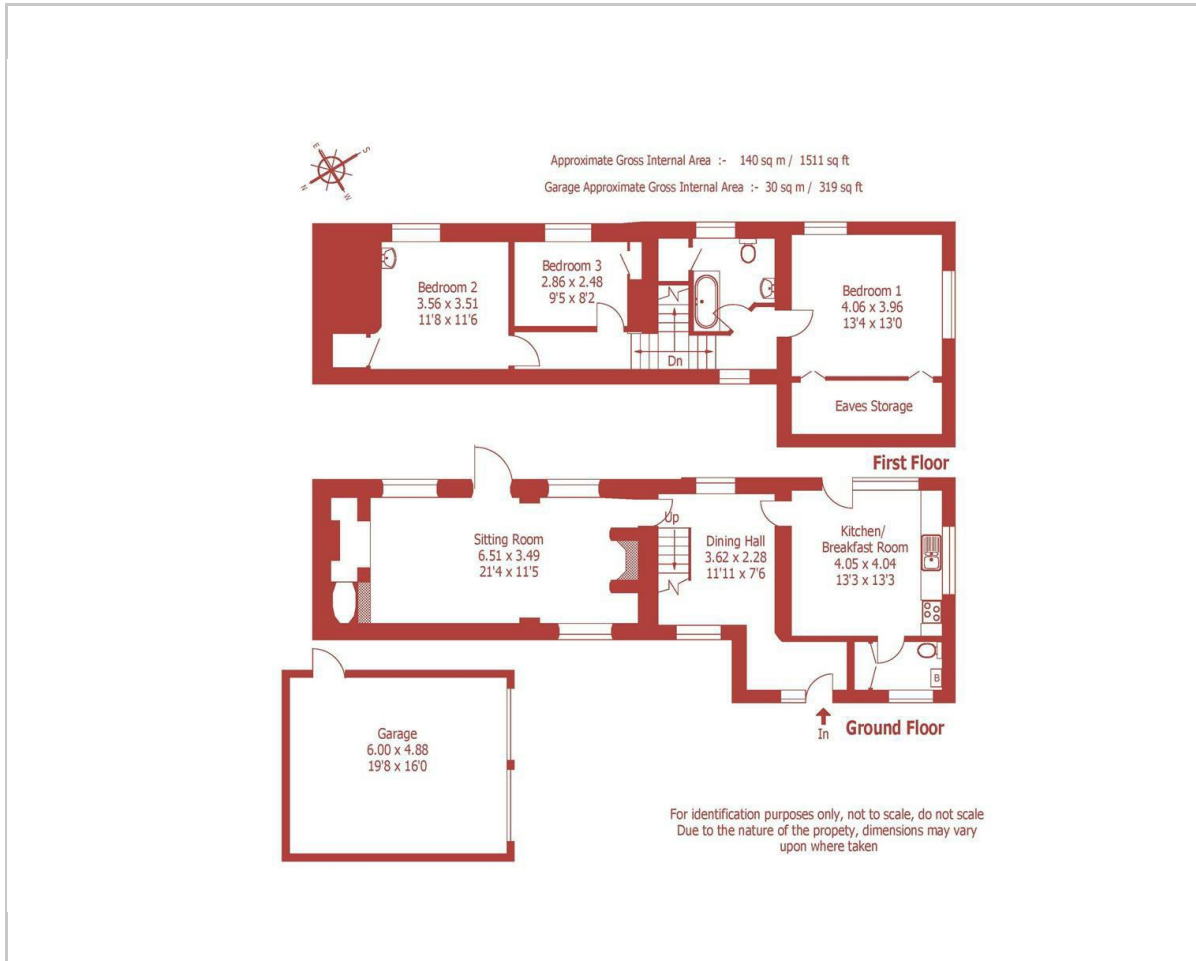 E
S
N
W
Approximate Gross Internal Area :- 140 sq m / 1511 sq ft
Garage Approximate Gross Internal Area :- 30 sq m / 319 sq ft
Bedroom 2
3.56 x 3.51
11'8 x 11'6
Bedroom 3
2.86 x 2.48
9'5 x 8'2
Dn
Bedroom 1
4.06 x 3.96
13'4 x 13'0
Eaves Storage
First Floor
Sitting Room
6.51 x 3.49
21'4 x 11'5
Up
Dining Hall
3.62 x 2.28
11'11 x 7'6
Kitchen/
Breakfast Room
4.05 x 4.04
13'3 x 13'3
B
In
Ground Floor
Garage
6.00 x 4.88
19'8 x 16'0
For identification purposes only, not to scale, do not scale
Due to the nature of the propety, dimensions may vary
upon where taken